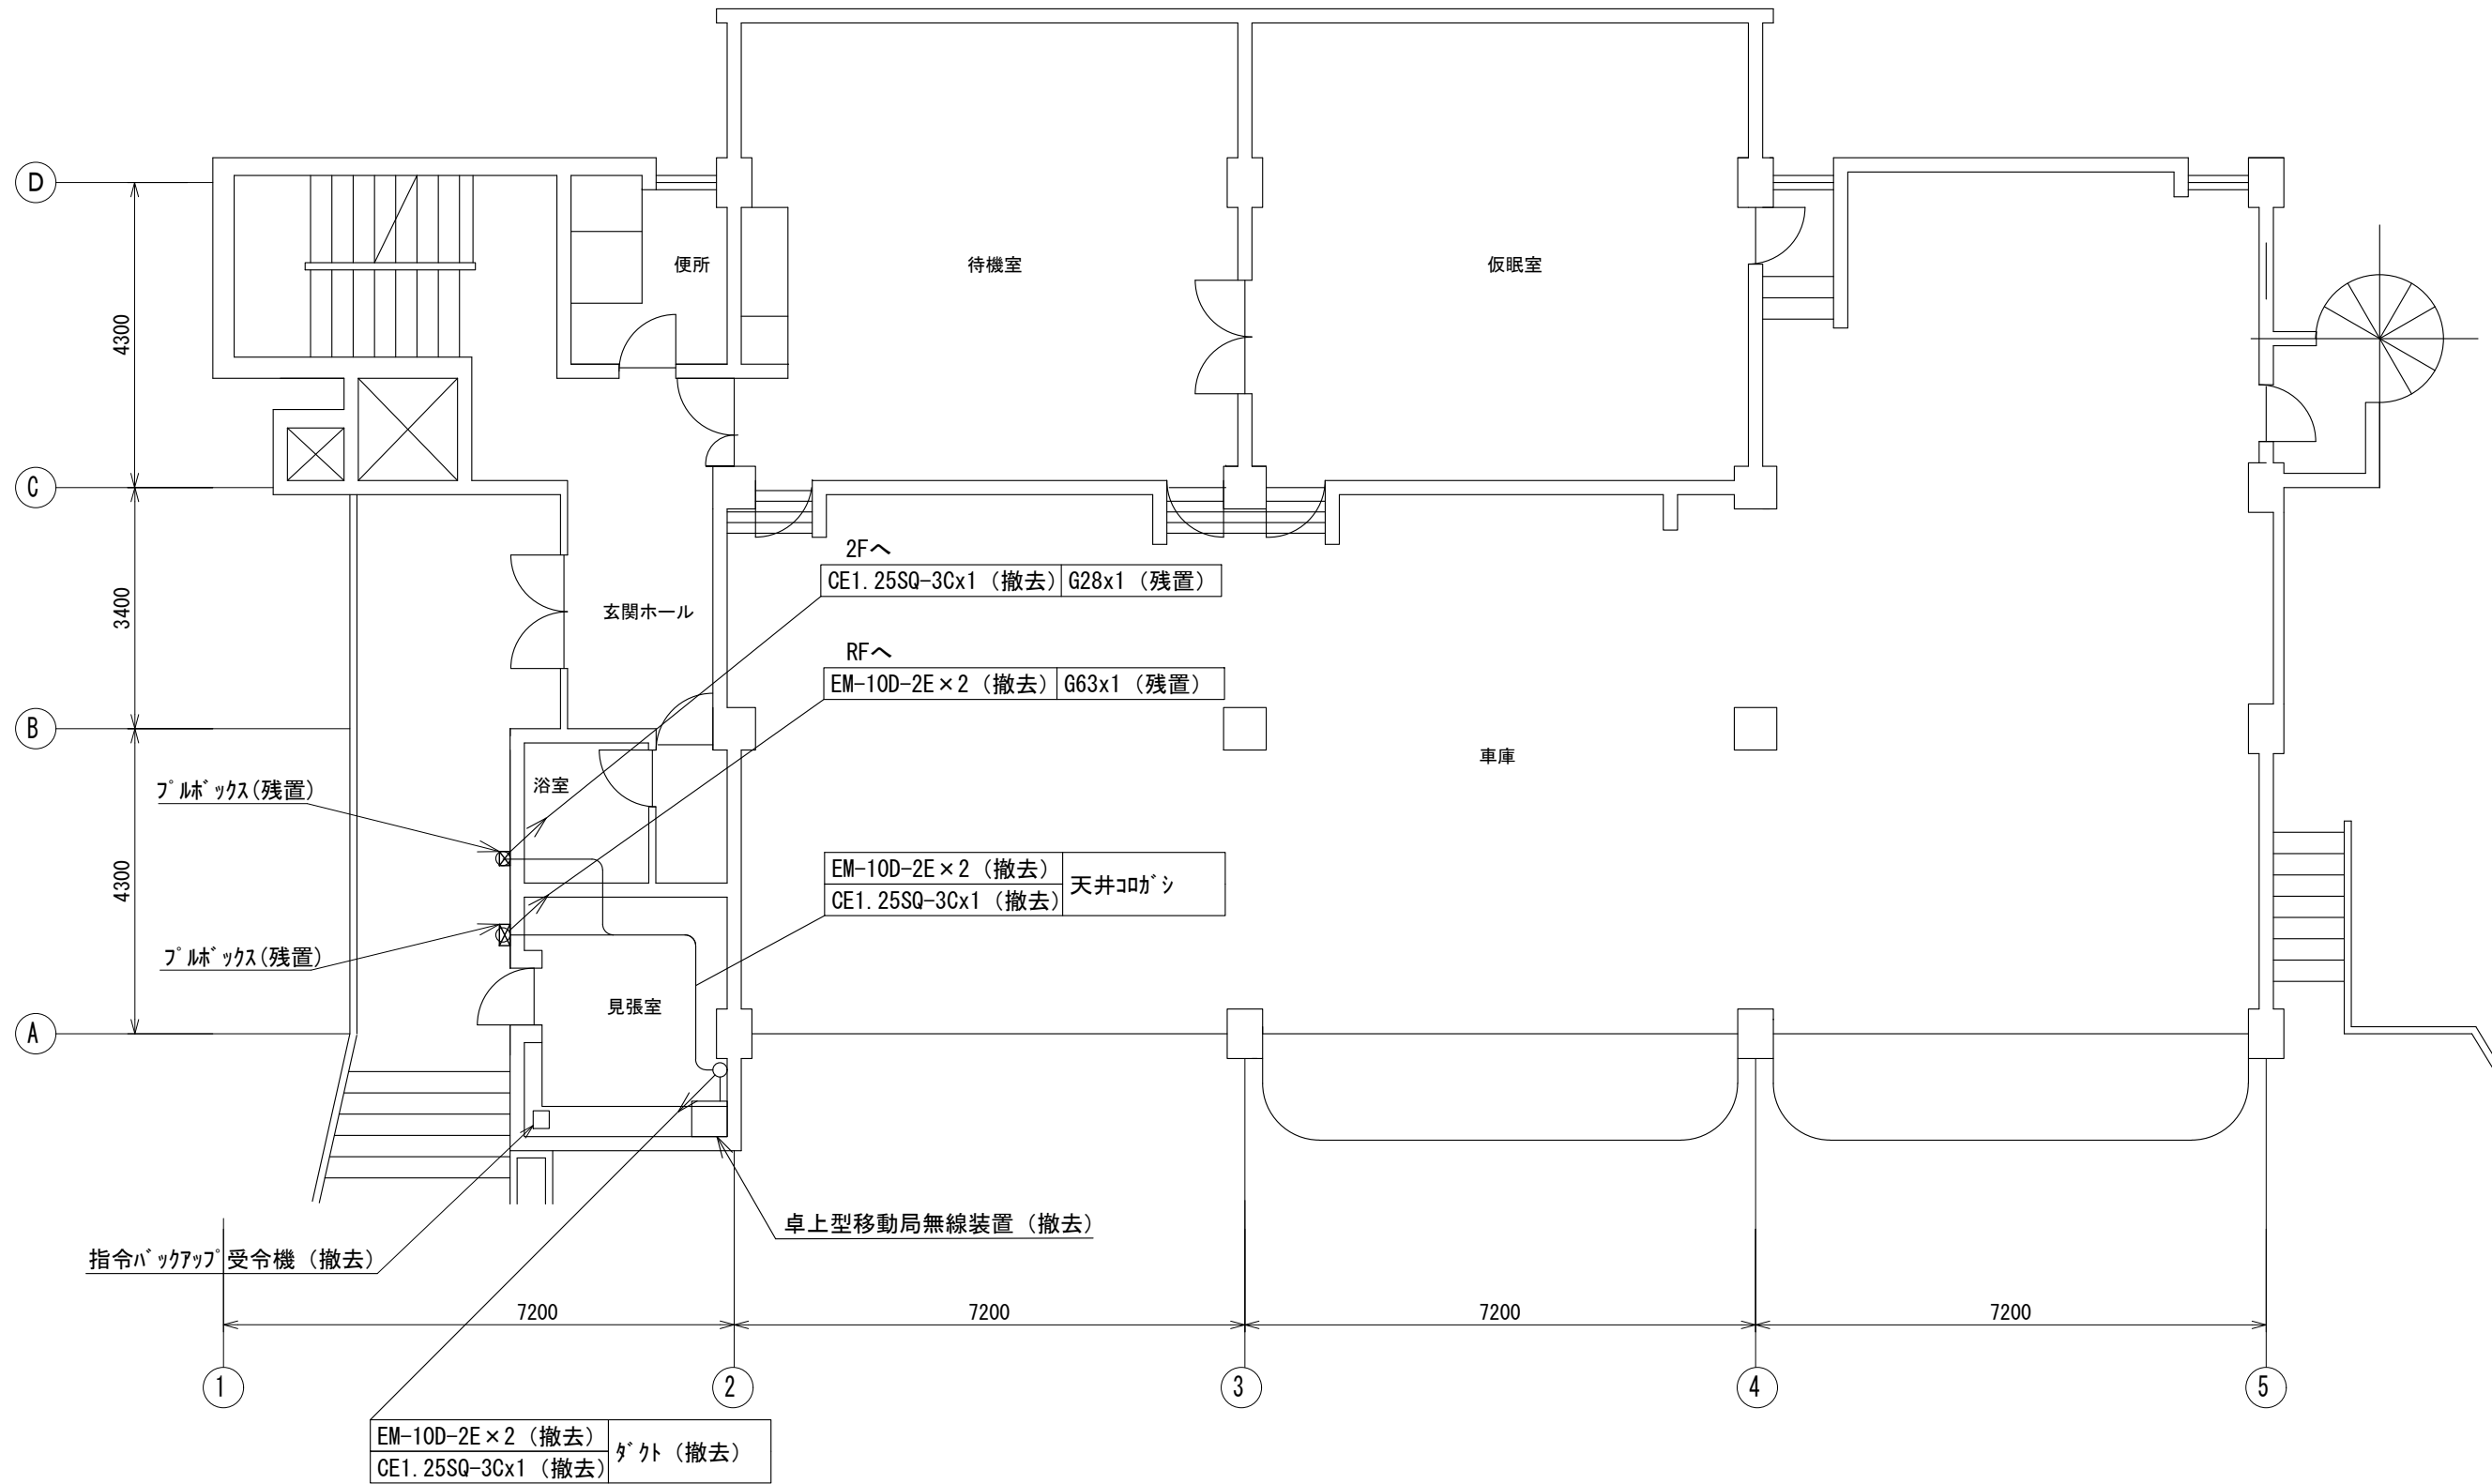 D
便所
待機室
仮眠室
4300
C
2Fへ
CE1.25SQ-3Cx1 (撤去) G28x1 (残置)
3400
玄関ホール
RFへ
EM-10D-2E×2 (撤去) G63x1 (残置)
B
車庫
浴室
プルボックス(残置)
4300
EM-10D-2E×2 (撤去)
CE1.25SQ-3Cx1 (撤去)
天井コロガシ
プルボックス(残置)
見張室
A
卓上型移動局無線装置 (撤去)
指令バックアップ受令機 (撤去)
7200
7200
7200
7200
1
2
3
4
5
EM-10D-2E×2 (撤去)
CE1.25SQ-3Cx1 (撤去)
ダクト (撤去)